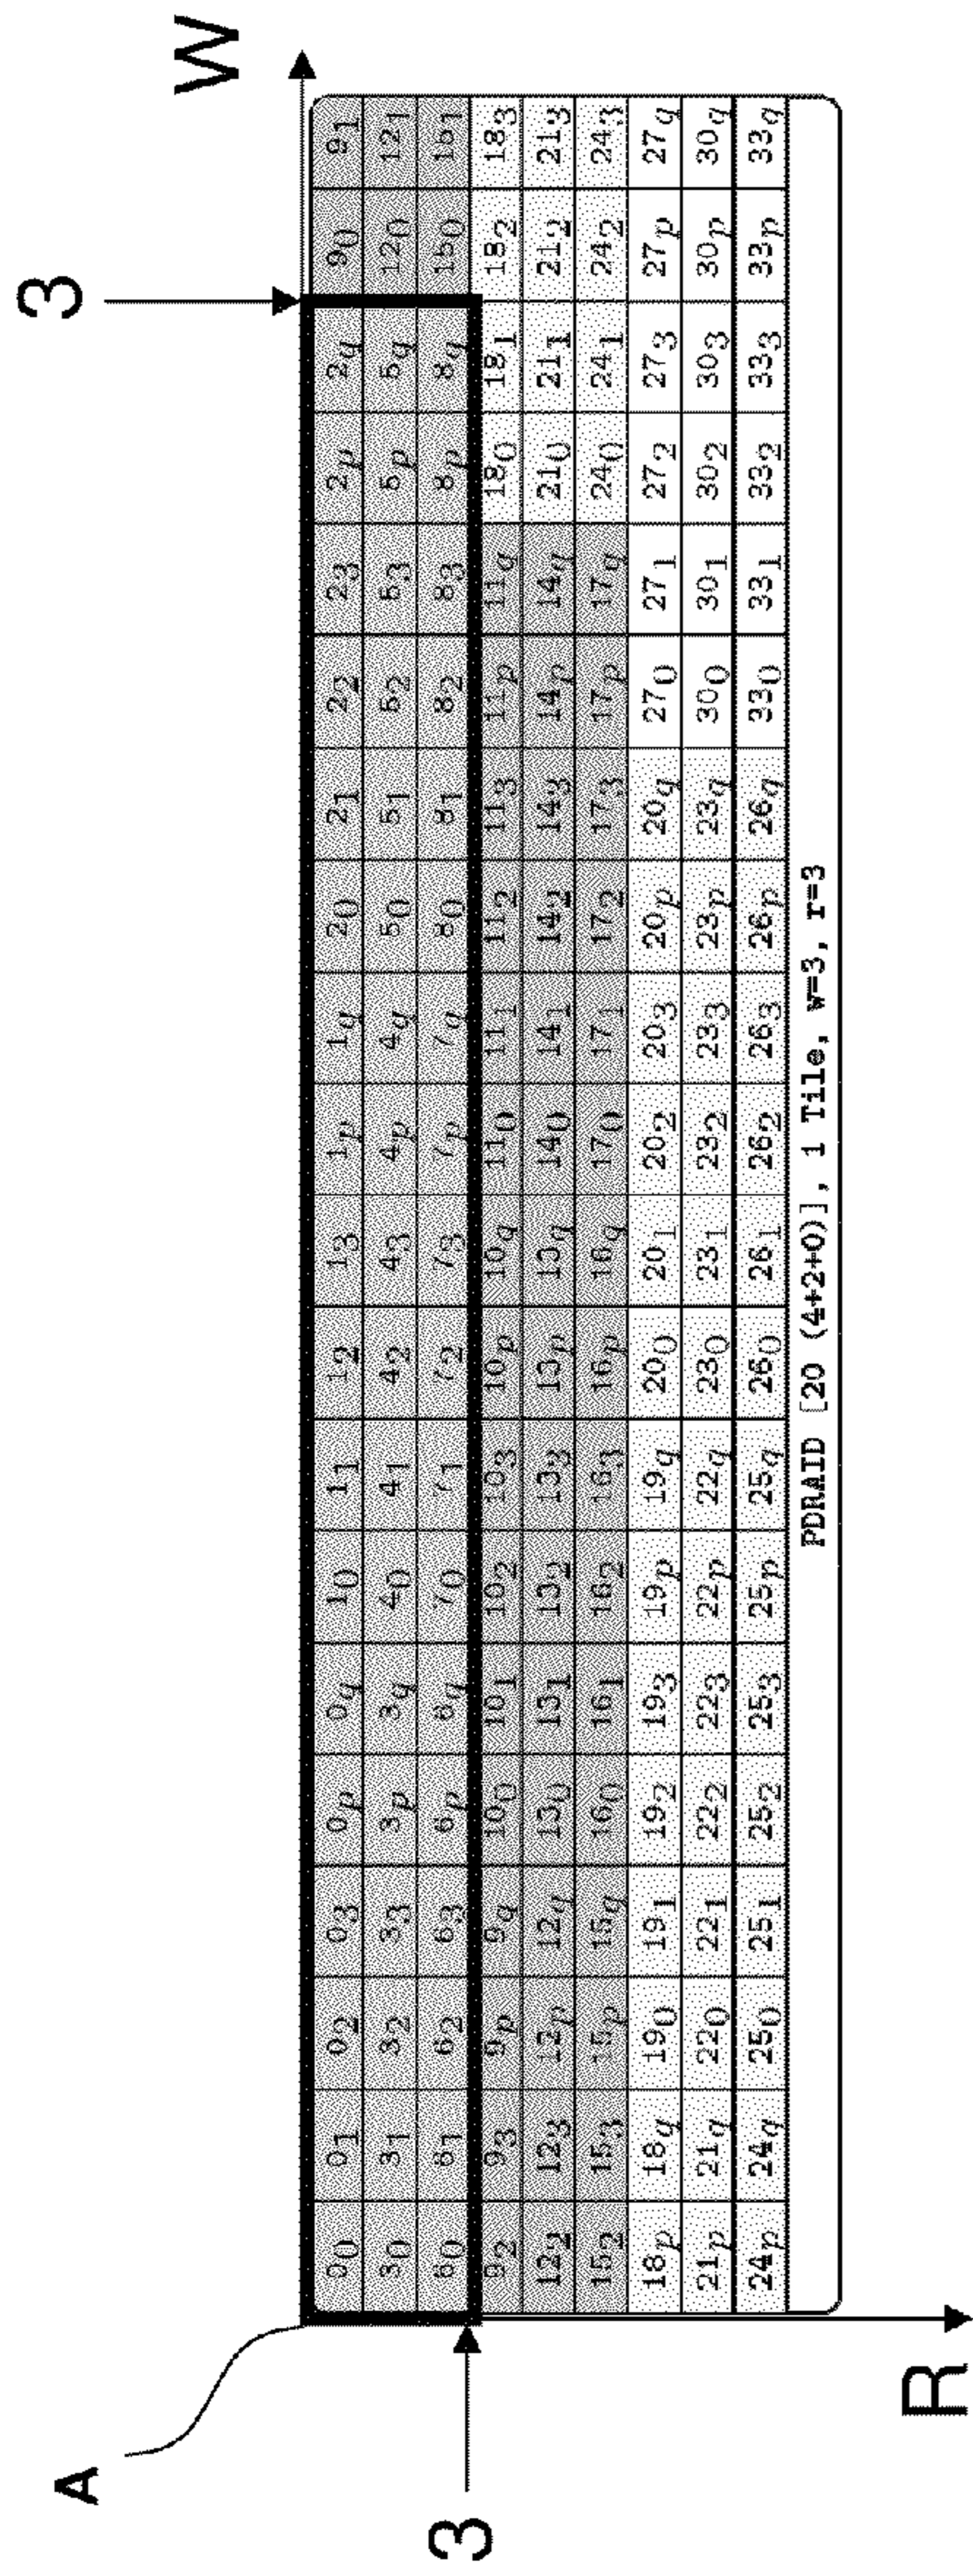 A
3
W
3
0_0 0_1 0_2 0_3 0_p 0_q 1_0 1_1 1_2 1_3 1_p 1_q 2_0 2_1 2_2 2_3 2_p 2_q 9_0 9_1
3_0 3_1 3_2 3_3 3_p 3_q 4_0 4_1 4_2 4_3 4_p 4_q 5_0 5_1 5_2 5_3 5_p 5_q 12_0 12_1
6_0 6_1 6_2 6_3 6_p 6_q 7_0 7_1 7_2 7_3 7_p 7_q 8_0 8_1 8_2 8_3 8_p 8_q 15_0 15_1
9_2 9_3 9_p 9_q 10_0 10_1 10_2 10_3 10_p 10_q 11_0 11_1 11_2 11_3 11_p 11_q 18_0 18_1 18_2 18_3
12_2 12_3 12_p 12_q 13_0 13_1 13_2 13_3 13_p 13_q 14_0 14_1 14_2 14_3 14_p 14_q 21_0 21_1 21_2 21_3
15_2 15_3 15_p 15_q 16_0 16_1 16_2 16_3 16_p 16_q 17_0 17_1 17_2 17_3 17_p 17_q 24_0 24_1 24_2 24_3
18_p 18_q 19_0 19_1 19_2 19_3 19_p 19_q 20_0 20_1 20_2 20_3 20_p 20_q 27_0 27_1 27_2 27_3 27_p 27_q
21_p 21_q 22_0 22_1 22_2 22_3 22_p 22_q 23_0 23_1 23_2 23_3 23_p 23_q 30_0 30_1 30_2 30_3 30_p 30_q
24_p 24_q 25_0 25_1 25_2 25_3 25_p 25_q 26_0 26_1 26_2 26_3 26_p 26_q 33_0 33_1 33_2 33_3 33_p 33_q
PDRAID [20 (4+2+0)], 1 Tile, w=3, r=3
R